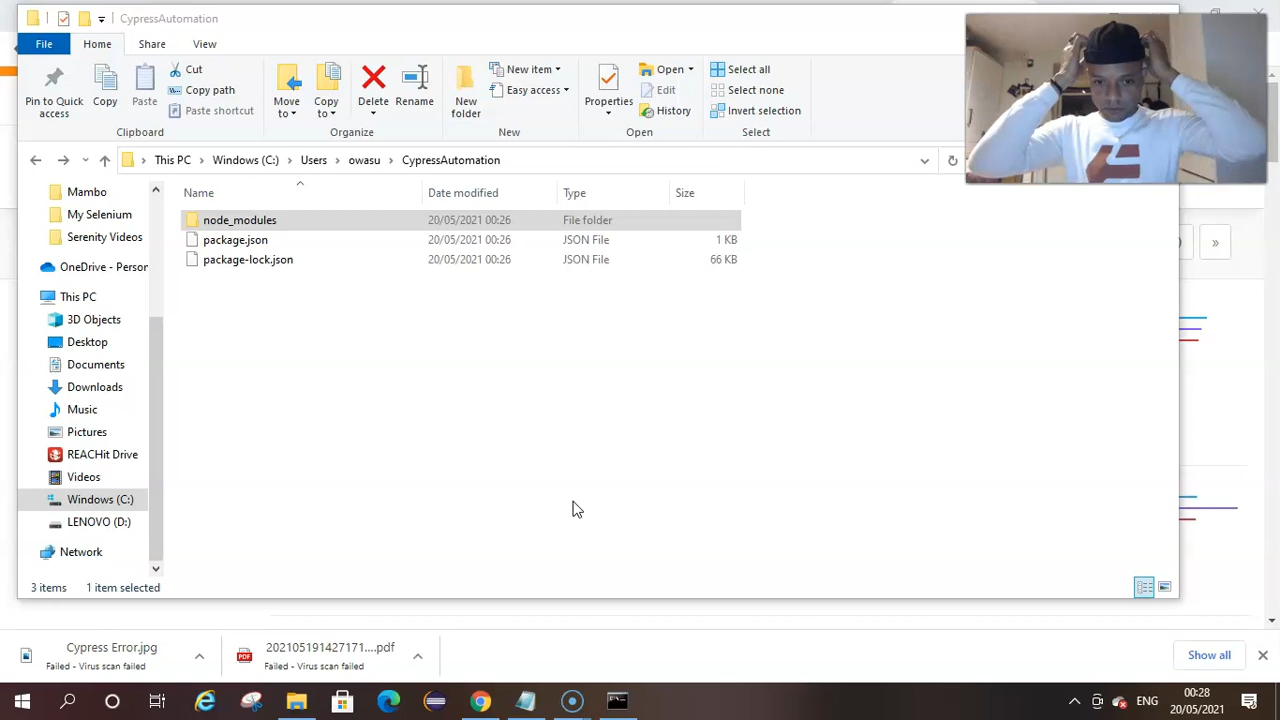 CypressAutomation
File Home Share View
Pin to Quick access
Copy
Paste
Cut
Copy path
Paste shortcut
Move to
Copy to
Delete
Rename
New folder
New item
Easy access
Properties
Open
Edit
History
Select all
Select none
Invert selection
Clipboard Organize New Open Select
This PC Windows (C:) Users owasu CypressAutomation
Mambo
My Selenium
Serenity Videos
OneDrive - Person
This PC
3D Objects
Desktop
Documents
Downloads
Music
Pictures
REACHit Drive
Videos
Windows (C:)
LENOVO (D:)
Network
Name Date modified Type Size
node_modules 20/05/2021 00:26 File folder
package.json 20/05/2021 00:26 JSON File 1 KB
package-lock.json 20/05/2021 00:26 JSON File 66 KB
3 items 1 item selected
»
Cypress Error.jpg
Failed - Virus scan failed
PDF
202105191427171....pdf
Failed - Virus scan failed
Show all
ENG
00:28
20/05/2021